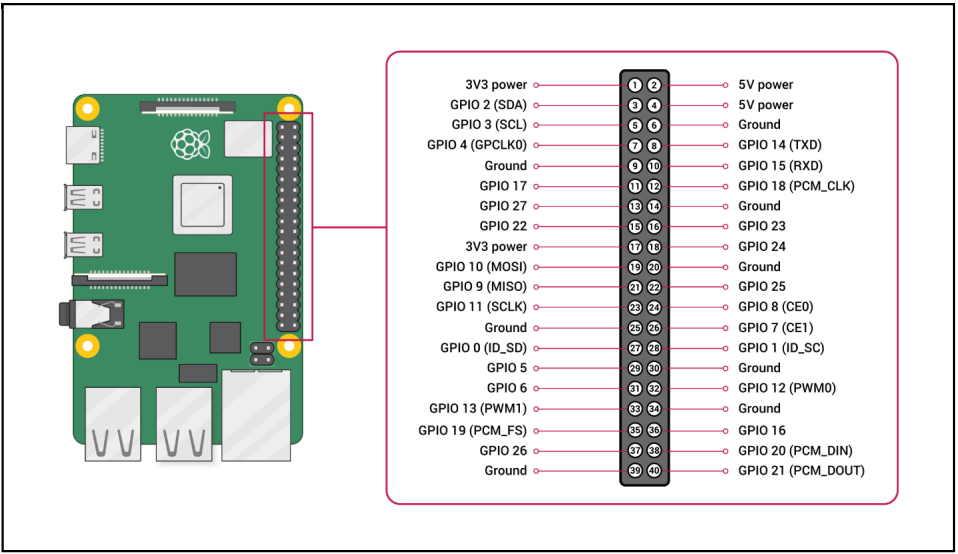 3V3 power 1 2 5V power
GPIO 2 (SDA) 3 4 5V power
GPIO 3 (SCL) 5 6 Ground
GPIO 4 (GPCLK0) 7 8 GPIO 14 (TXD)
Ground 9 10 GPIO 15 (RXD)
GPIO 17 11 12 GPIO 18 (PCM_CLK)
GPIO 27 13 14 Ground
GPIO 22 15 16 GPIO 23
3V3 power 17 18 GPIO 24
GPIO 10 (MOSI) 19 20 Ground
GPIO 9 (MISO) 21 22 GPIO 25
GPIO 11 (SCLK) 23 24 GPIO 8 (CE0)
Ground 25 26 GPIO 7 (CE1)
GPIO 0 (ID_SD) 27 28 GPIO 1 (ID_SC)
GPIO 5 29 30 Ground
GPIO 6 31 32 GPIO 12 (PWM0)
GPIO 13 (PWM1) 33 34 Ground
GPIO 19 (PCM_FS) 35 36 GPIO 16
GPIO 26 37 38 GPIO 20 (PCM_DIN)
Ground 39 40 GPIO 21 (PCM_DOUT)